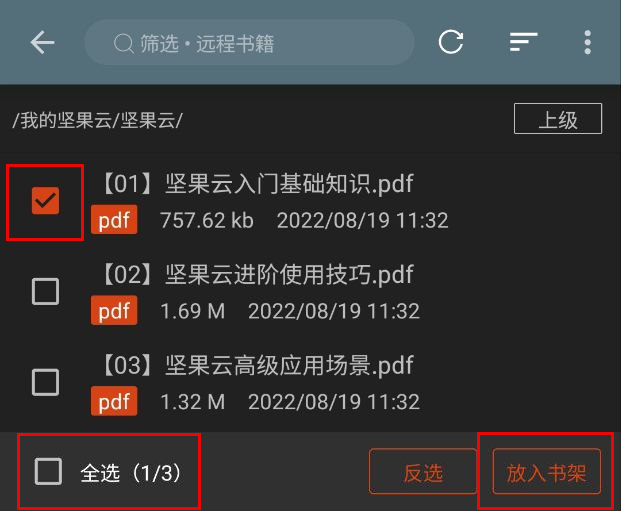 筛选 • 远程书籍
/我的坚果云/坚果云/ 上级
【01】坚果云入门基础知识.pdf
pdf 757.62 kb 2022/08/19 11:32
【02】坚果云进阶使用技巧.pdf
pdf 1.69 M 2022/08/19 11:32
【03】坚果云高级应用场景.pdf
pdf 1.32 M 2022/08/19 11:32
全选（1/3） 反选 放入书架